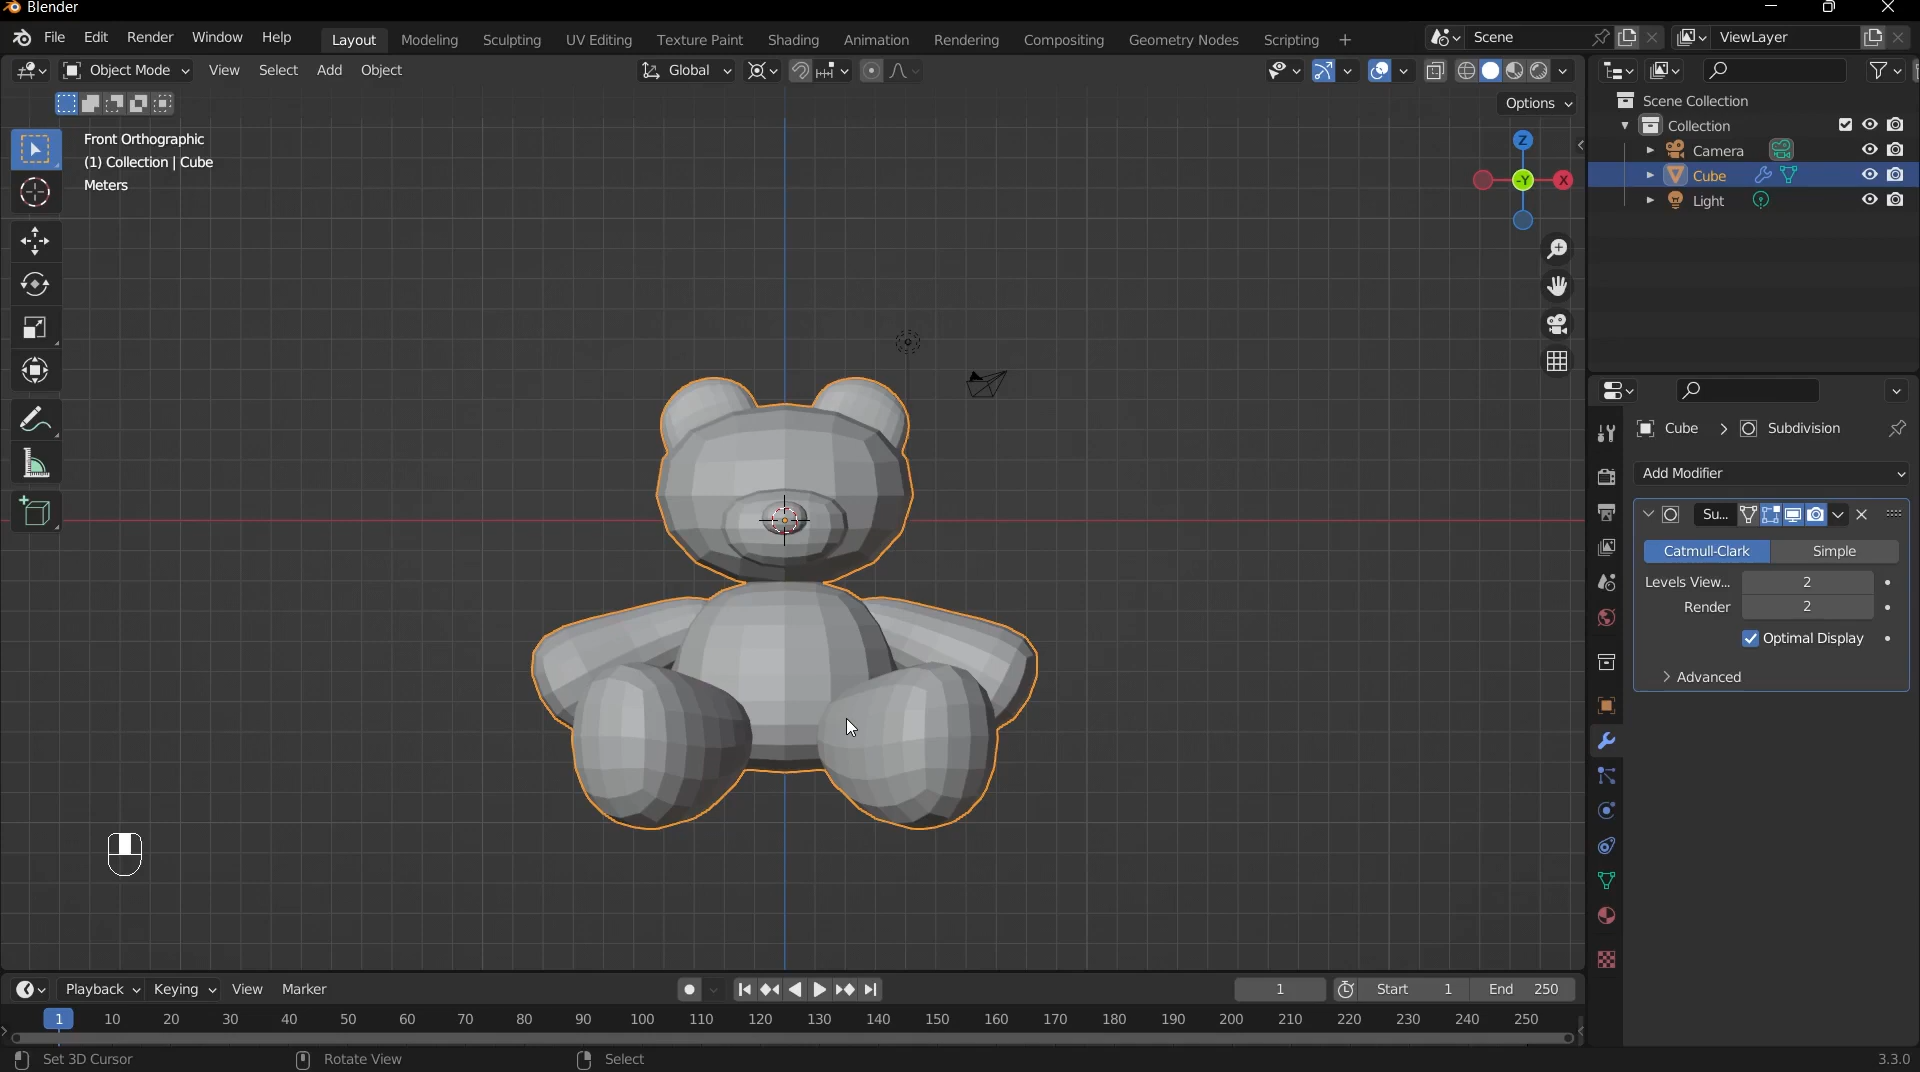 Blender
File Edit Render Window Help Layout Modeling Sculpting UV Editing Texture Paint Shading Animation Rendering Compositing Geometry Nodes Scripting + Scene ViewLayer
Object Mode View Select Add Object Global
Options
Front Orthographic
(1) Collection | Cube
Meters
Z
-Y X
Scene Collection
Collection
Camera
Cube
Light
Cube > Subdivision
Add Modifier
Su...
Catmull-Clark Simple
Levels View... 2
Render 2
Optimal Display
Advanced
Playback Keying View Marker 1 Start 1 End 250
1 10 20 30 40 50 60 70 80 90 100 110 120 130 140 150 160 170 180 190 200 210 220 230 240 250
Set 3D Cursor Rotate View Select 3.3.0